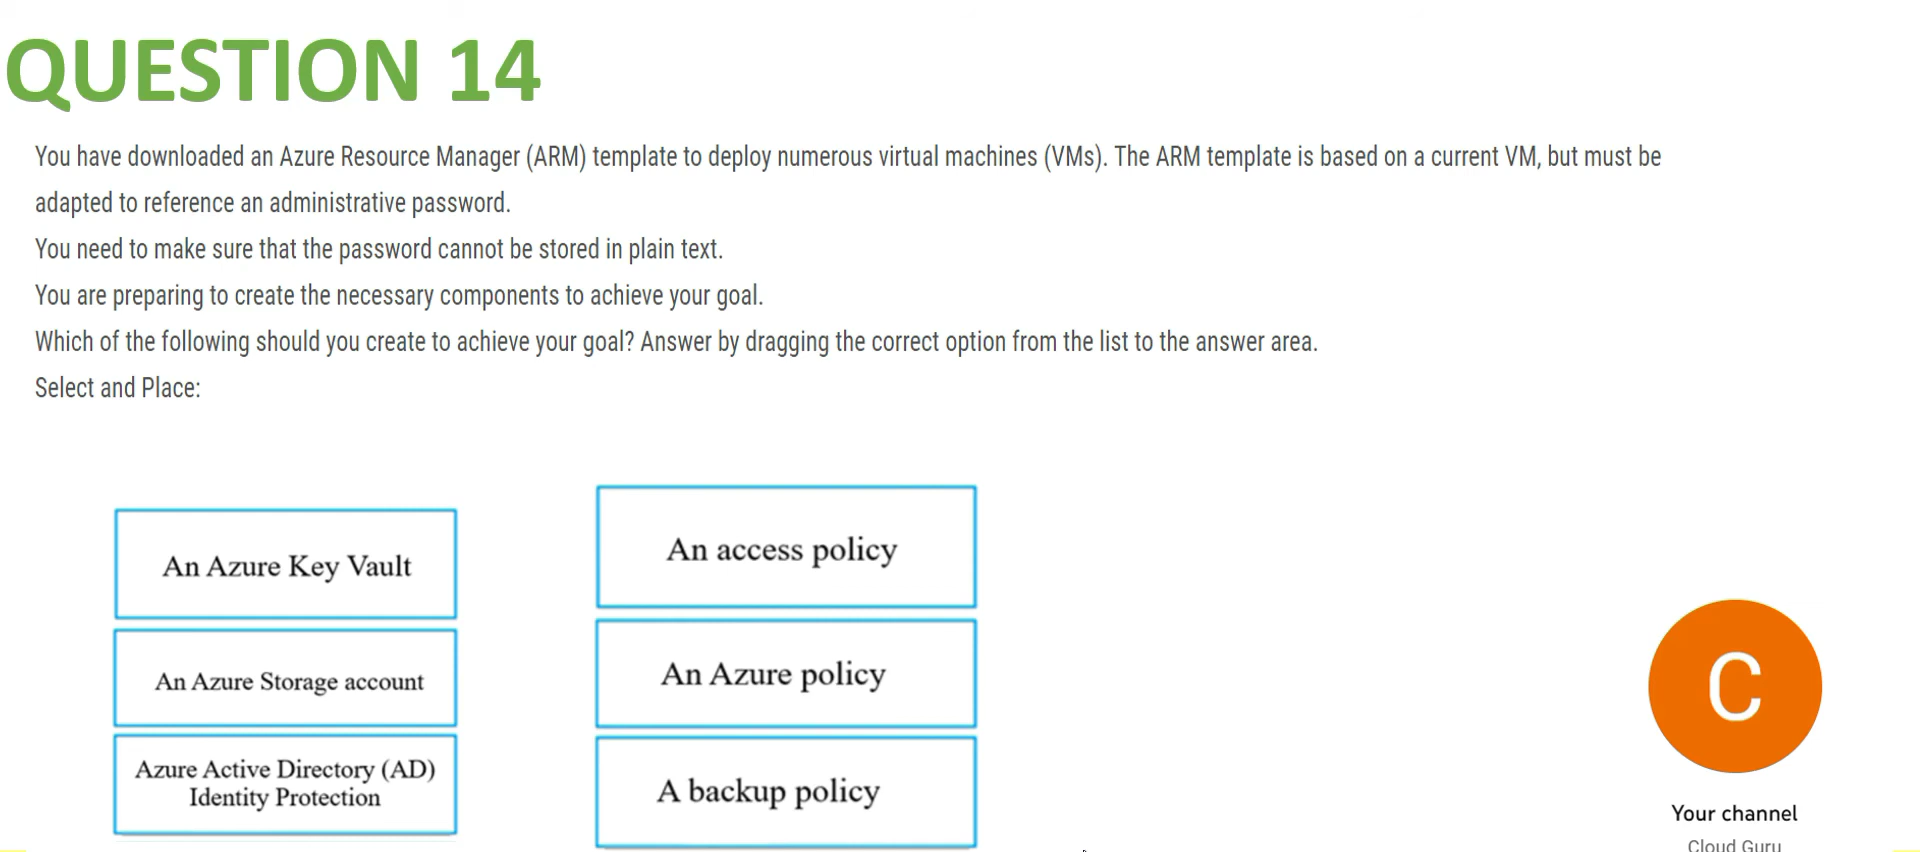 QUESTION 14
You have downloaded an Azure Resource Manager (ARM) template to deploy numerous virtual machines (VMs). The ARM template is based on a current VM, but must be
adapted to reference an administrative password.
You need to make sure that the password cannot be stored in plain text.
You are preparing to create the necessary components to achieve your goal.
Which of the following should you create to achieve your goal? Answer by dragging the correct option from the list to the answer area.
Select and Place:
An Azure Key Vault
An Azure Storage account
Azure Active Directory (AD)
Identity Protection
An access policy
An Azure policy
A backup policy
C
Your channel
Cloud Guru